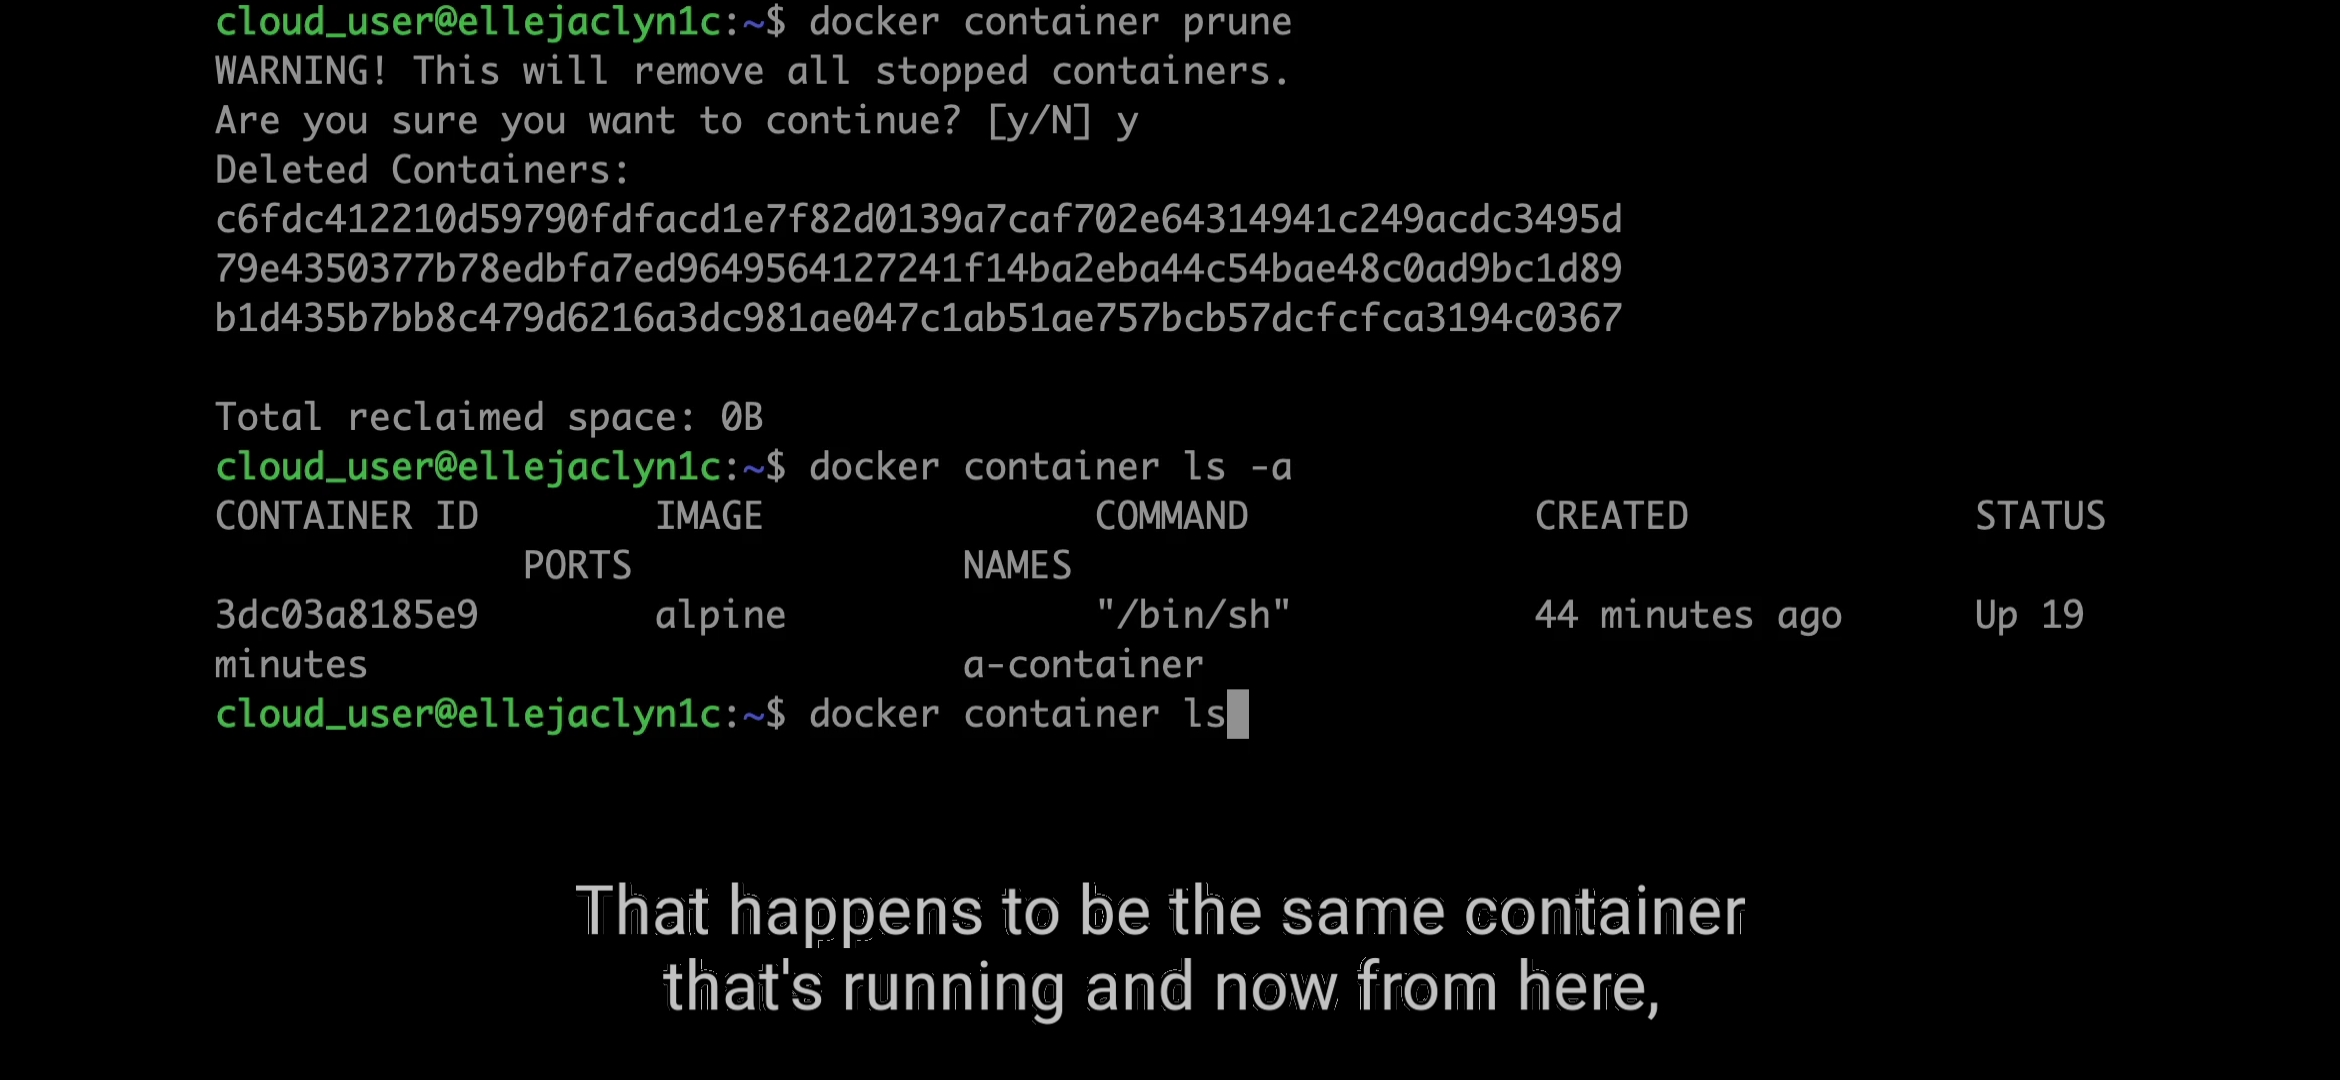 cloud_user@ellejaclyn1c:~$ docker container prune
WARNING! This will remove all stopped containers.
Are you sure you want to continue? [y/N] y
Deleted Containers:
c6fdc412210d59790fdfacd1e7f82d0139a7caf702e64314941c249acdc3495d
79e4350377b78edbfa7ed9649564127241f14ba2eba44c54bae48c0ad9bc1d89
b1d435b7bb8c479d6216a3dc981ae047c1ab51ae757bcb57dcfcfca3194c0367
Total reclaimed space: 0B
cloud_user@ellejaclyn1c:~$ docker container ls -a
CONTAINER ID IMAGE COMMAND CREATED STATUS
PORTS NAMES
3dc03a8185e9 alpine "/bin/sh" 44 minutes ago Up 19
minutes a-container
cloud_user@ellejaclyn1c:~$ docker container ls
That happens to be the same container
that's running and now from here,